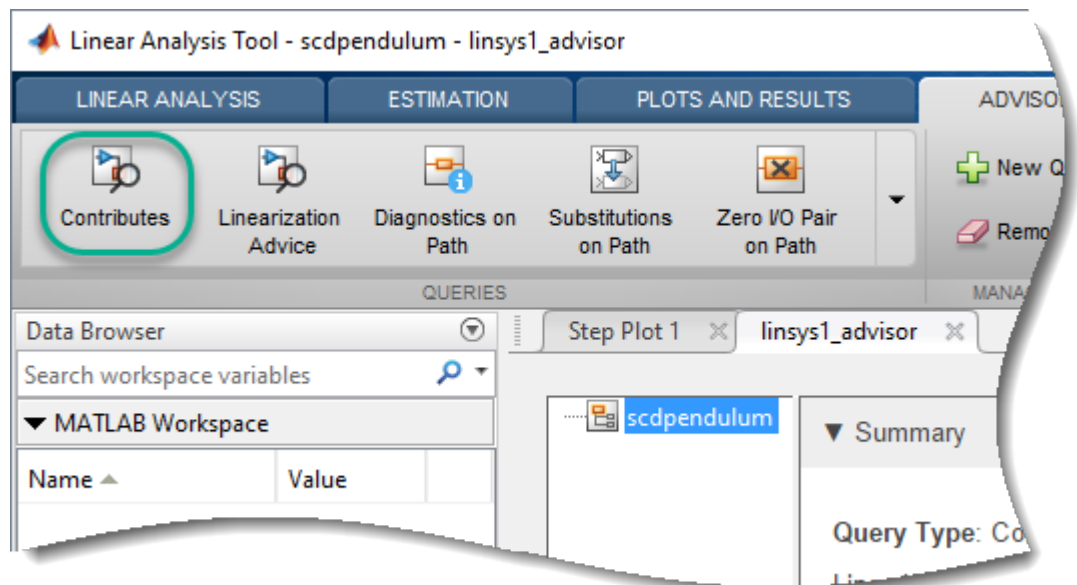 Linear Analysis Tool - scdpendulum - linsys1_advisor
LINEAR ANALYSIS ESTIMATION PLOTS AND RESULTS
Contributes
Linearization
Advice
Diagnostics on
Path
Substitutions
on Path
Zero I/O Pair
on Path
New
QUERIES
Data Browser
Step Plot 1 linsys1_advisor
Search workspace variables
MATLAB Workspace
Name Value
scdpendulum
Summary
Query Type: